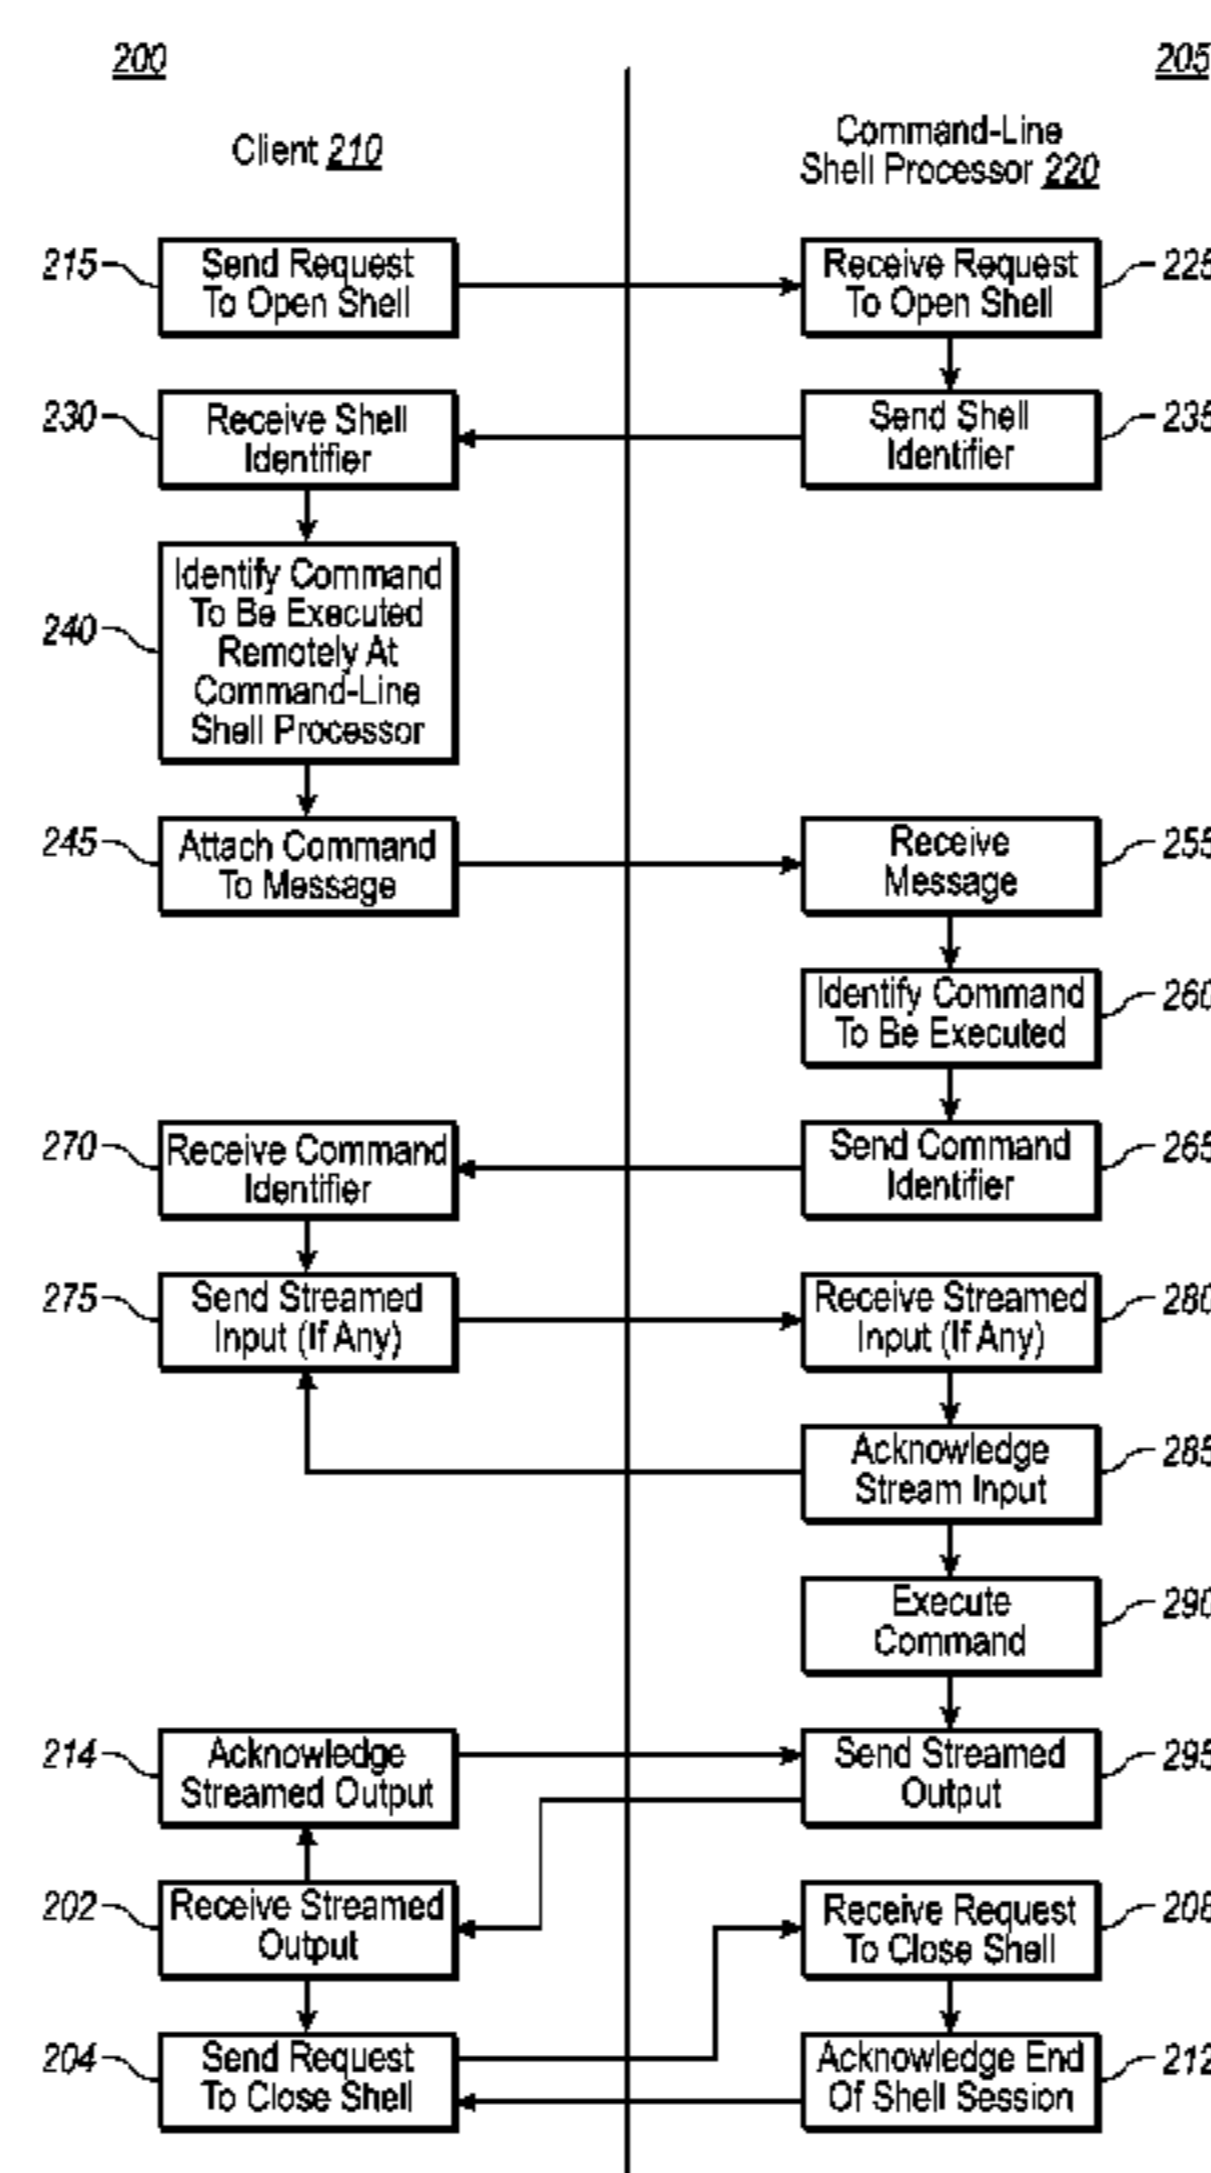 200
205
Client 210
Command-Line
Shell Processor 220
215
Send Request
To Open Shell
Receive Request
To Open Shell
225
230
Receive Shell
Identifier
Send Shell
Identifier
235
240
Identify Command
To Be Executed
Remotely At
Command-Line
Shell Processor
245
Attach Command
To Message
Receive
Message
255
Identify Command
To Be Executed
260
270
Receive Command
Identifier
Send Command
Identifier
265
275
Send Streamed
Input (If Any)
Receive Streamed
Input (If Any)
280
Acknowledge
Stream Input
285
Execute
Command
290
214
Acknowledge
Streamed Output
Send Streamed
Output
295
202
Receive Streamed
Output
Receive Request
To Close Shell
208
204
Send Request
To Close Shell
Acknowledge End
Of Shell Session
212